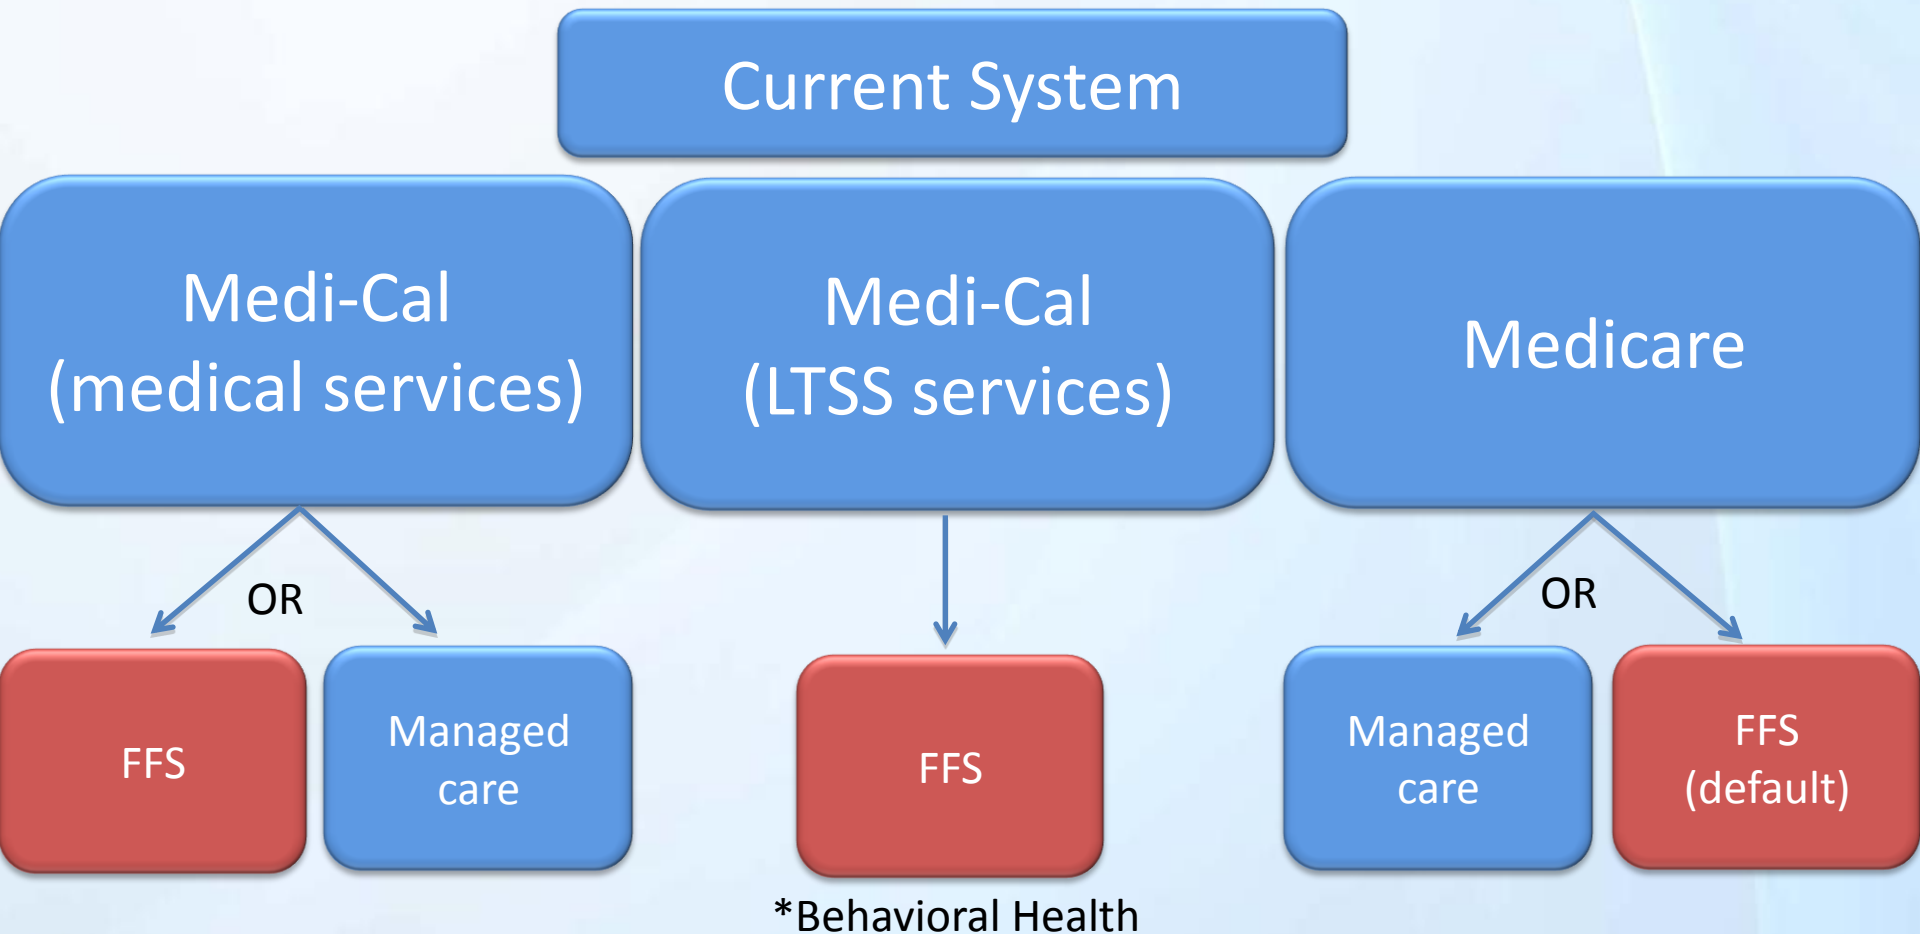 Current System
Medi-Cal
(medical services)
Medi-Cal
(LTSS services)
Medicare
OR
OR
FFS
Managed
care
FFS
Managed
care
FFS
(default)
*Behavioral Health